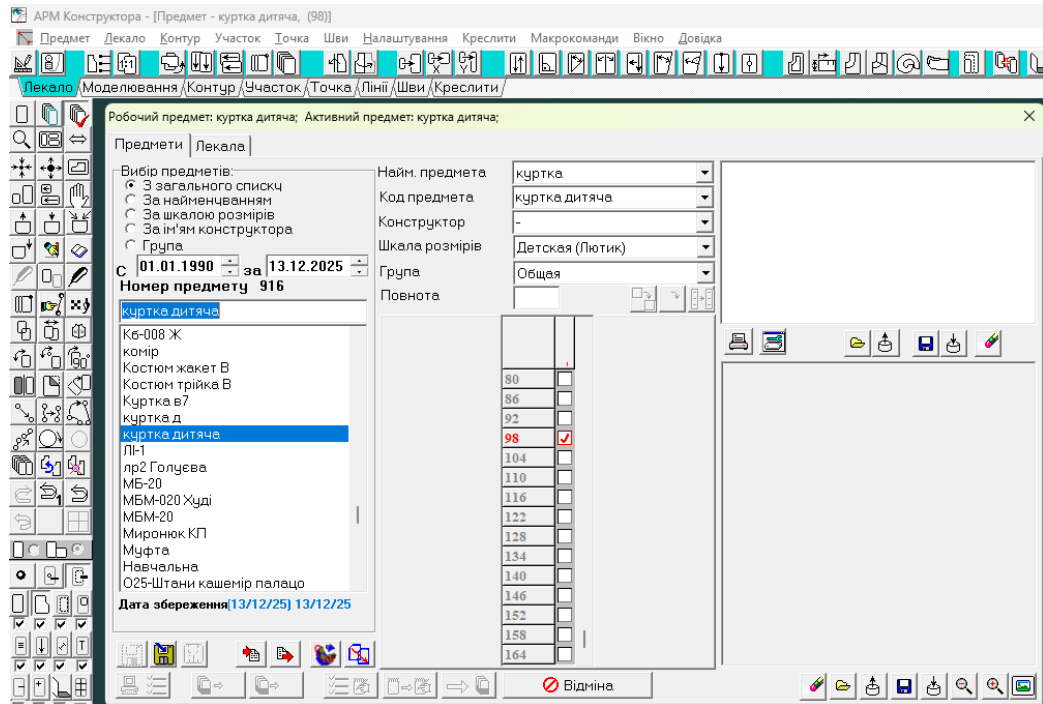 АРМ Конструктора - [Предмет - куртка дитяча, (98)]
Предмет Лекало Контур Участок Точка Шви Налаштування Креслити Макрокоманди Вікно Довідка
Лекало Моделювання Контур Участок Точка Лінії Шви Креслити
Робочий предмет: куртка дитяча; Активний предмет: куртка дитяча;
Предмети Лекала
Вибір предметів:
З загального списку
За найменуванням
За шкалою розмірів
За ім'ям конструктора
Група
С 01.01.1990 за 13.12.2025
Номер предмету 916
куртка дитяча
Кб-008 Ж
комір
Костюм жакет В
Костюм трійка В
Куртка в7
куртка д
куртка дитяча
ЛІ-1
лр2 Голуєва
МБ-20
МБМ-020 Худі
МБМ-20
Миронюк КП
Муфта
Навчальна
О25-Штани кашемір палацо
Дата збереження(13/12/25) 13/12/25
Найм. предмета куртка
Код предмета куртка дитяча
Конструктор -
Шкала розмірів Детская (Лютик)
Група Общая
Повнота
80
86
92
98
104
110
116
122
128
134
140
146
152
158
164
Відміна